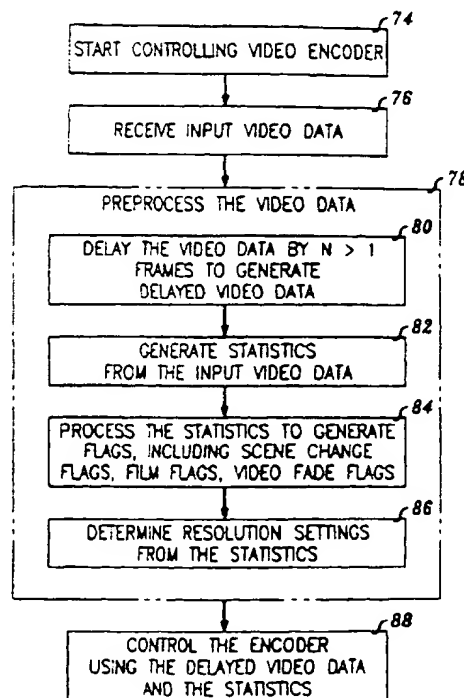 74
START CONTROLLING VIDEO ENCODER
76
RECEIVE INPUT VIDEO DATA
78
PREPROCESS THE VIDEO DATA
80
DELAY THE VIDEO DATA BY N > 1
FRAMES TO GENERATE
DELAYED VIDEO DATA
82
GENERATE STATISTICS
FROM THE INPUT VIDEO DATA
84
PROCESS THE STATISTICS TO GENERATE
FLAGS, INCLUDING SCENE CHANGE
FLAGS, FILM FLAGS, VIDEO FADE FLAGS
86
DETERMINE RESOLUTION SETTINGS
FROM THE STATISTICS
88
CONTROL THE ENCODER
USING THE DELAYED VIDEO DATA
AND THE STATISTICS